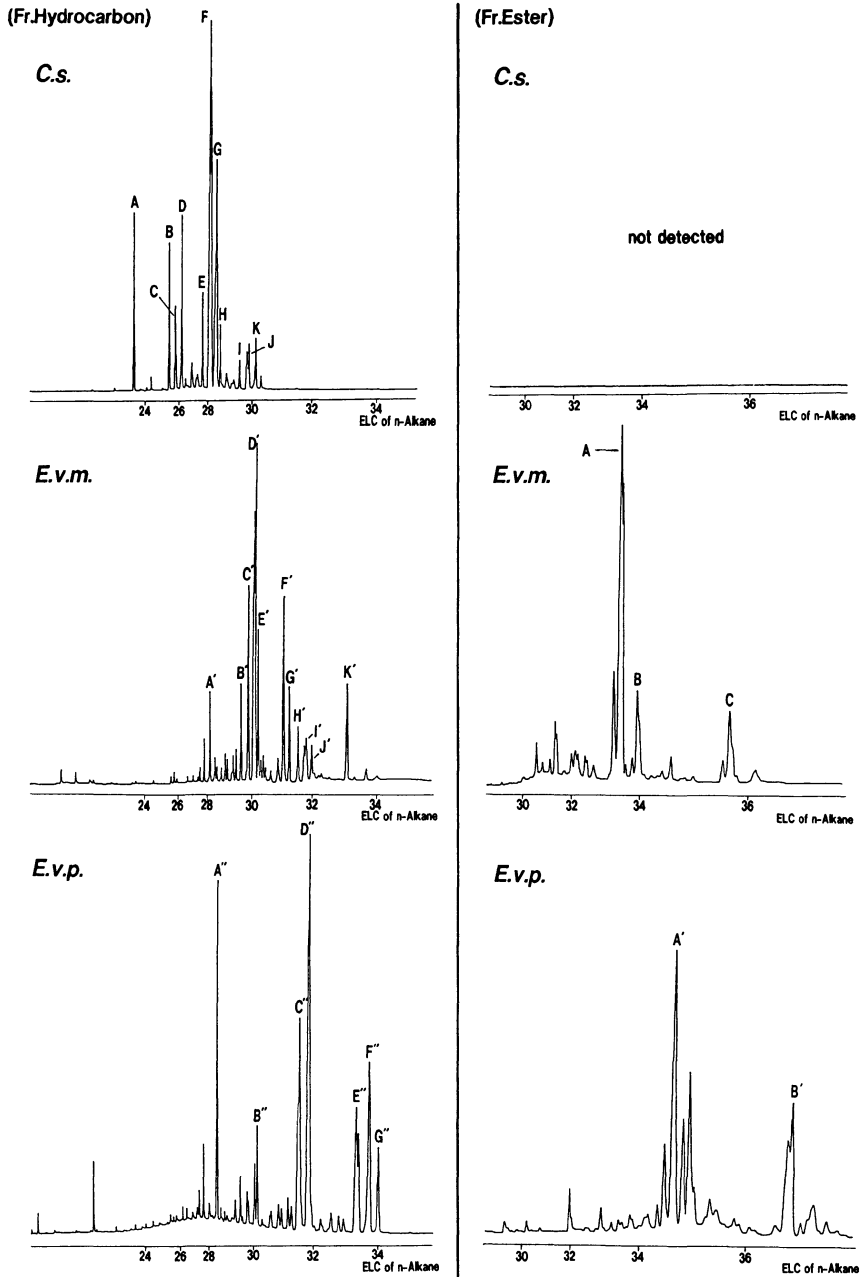 (Fr.Hydrocarbon)
C.s.
A
B
C
D
E
F
G
H
I
J
K
24 26 28 30 32 34
ELC of n-Alkane
E.v.m.
A′
B′
C′
D′
E′
F′
G′
H′
I′
J′
K′
24 26 28 30 32 34
ELC of n-Alkane
E.v.p.
A″
B″
C″
D″
E″
F″
G″
24 26 28 30 32 34
ELC of n-Alkane
(Fr.Ester)
C.s.
not detected
30 32 34 36
ELC of n-Alkane
E.v.m.
A
B
C
30 32 34 36
ELC of n-Alkane
E.v.p.
A′
B′
30 32 34 36
ELC of n-Alkane